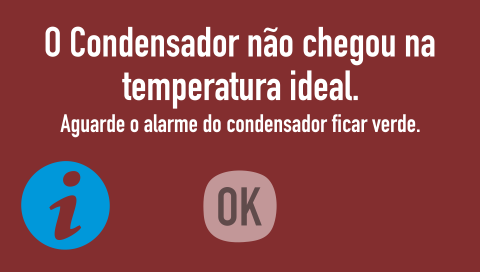 O Condensador não chegou na
temperatura ideal.
Aguarde o alarme do condensador ficar verde.
i
OK